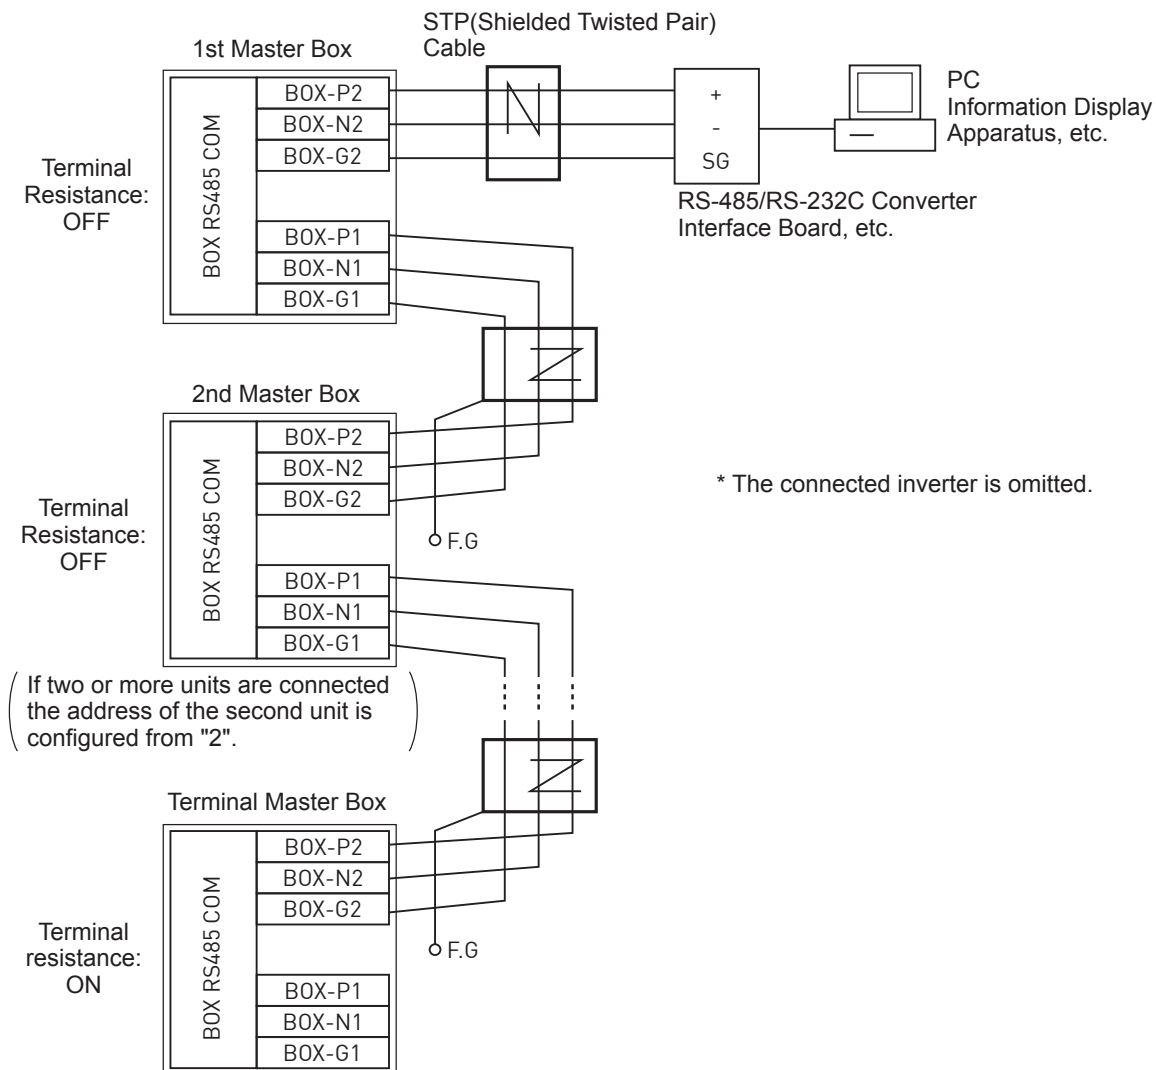 STP(Shielded Twisted Pair)
Cable
1st Master Box
BOX RS485 COM
BOX-P2
BOX-N2
BOX-G2
BOX-P1
BOX-N1
BOX-G1
Terminal
Resistance:
OFF
+
-
SG
RS-485/RS-232C Converter
Interface Board, etc.
PC
Information Display
Apparatus, etc.
2nd Master Box
BOX RS485 COM
BOX-P2
BOX-N2
BOX-G2
BOX-P1
BOX-N1
BOX-G1
Terminal
Resistance:
OFF
F.G
* The connected inverter is omitted.
If two or more units are connected
the address of the second unit is
configured from "2".
Terminal Master Box
BOX RS485 COM
BOX-P2
BOX-N2
BOX-G2
BOX-P1
BOX-N1
BOX-G1
Terminal
resistance:
ON
F.G